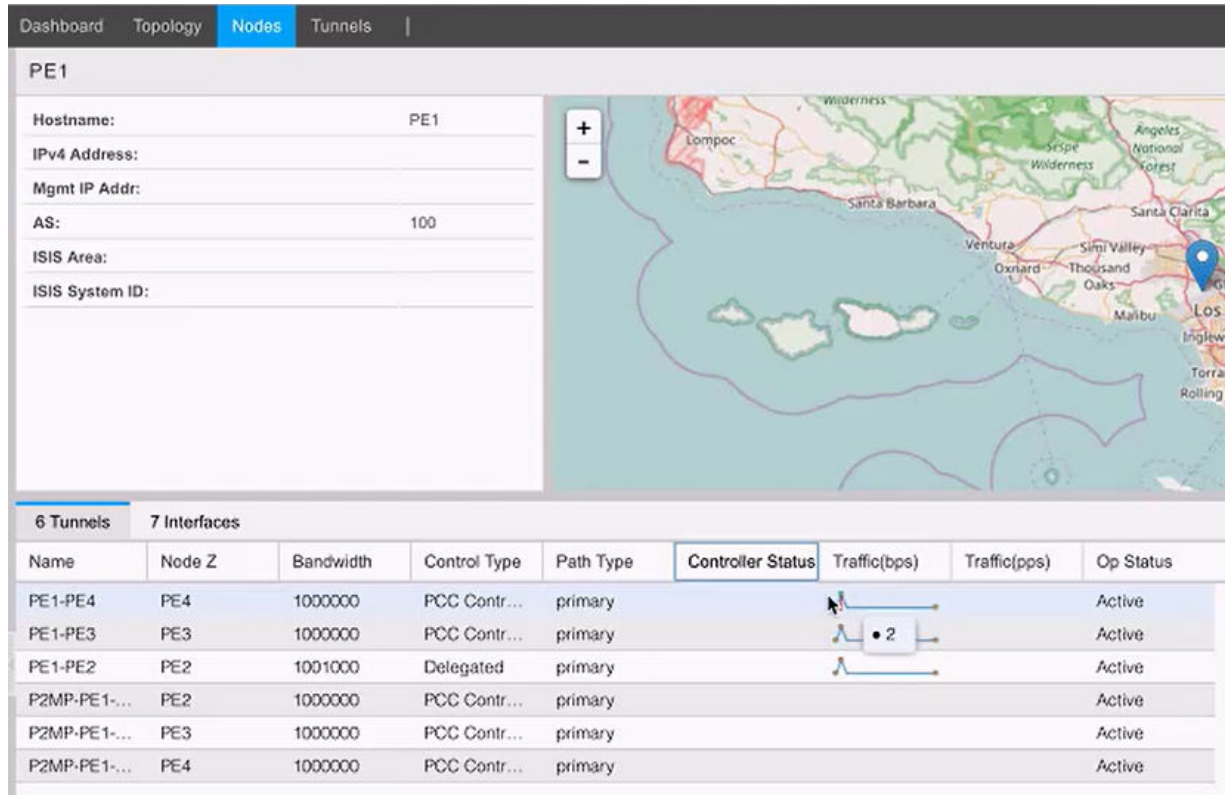 Dashboard Topology Nodes Tunnels |
PE1
Hostname: PE1
IPv4 Address:
Mgmt IP Addr:
AS: 100
ISIS Area:
ISIS System ID:
+
-
Wilderness
Lompoc
Sespe
Wilderness
Angeles
National
Forest
Santa Barbara
Santa Clarita
Ventura
Simi Valley
Oxnard
Thousand
Oaks
Malibu
Los
Inglew
Torra
Rolling
6 Tunnels 7 Interfaces
Name Node Z Bandwidth Control Type Path Type Controller Status Traffic(bps) Traffic(pps) Op Status
PE1-PE4 PE4 1000000 PCC Contr... primary Active
PE1-PE3 PE3 1000000 PCC Contr... primary • 2 Active
PE1-PE2 PE2 1001000 Delegated primary Active
P2MP-PE1-... PE2 1000000 PCC Contr... primary Active
P2MP-PE1-... PE3 1000000 PCC Contr... primary Active
P2MP-PE1-... PE4 1000000 PCC Contr... primary Active